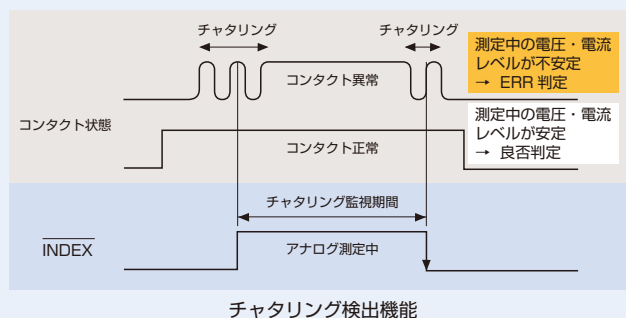 チャタリング
チャタリング
測定中の電圧・電流
レベルが不安定
→ ERR 判定
コンタクト異常
測定中の電圧・電流
レベルが安定
→ 良否判定
コンタクト状態
コンタクト正常
チャタリング監視期間
INDEX
アナログ測定中
チャタリング検出機能